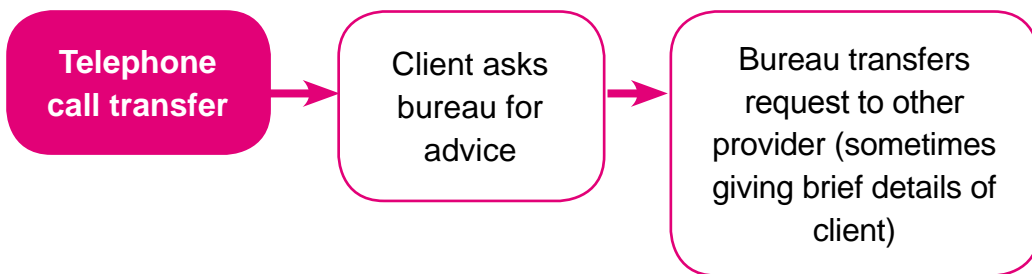 Telephone
call transfer
Client asks
bureau for
advice
Bureau transfers
request to other
provider (sometimes
giving brief details of
client)